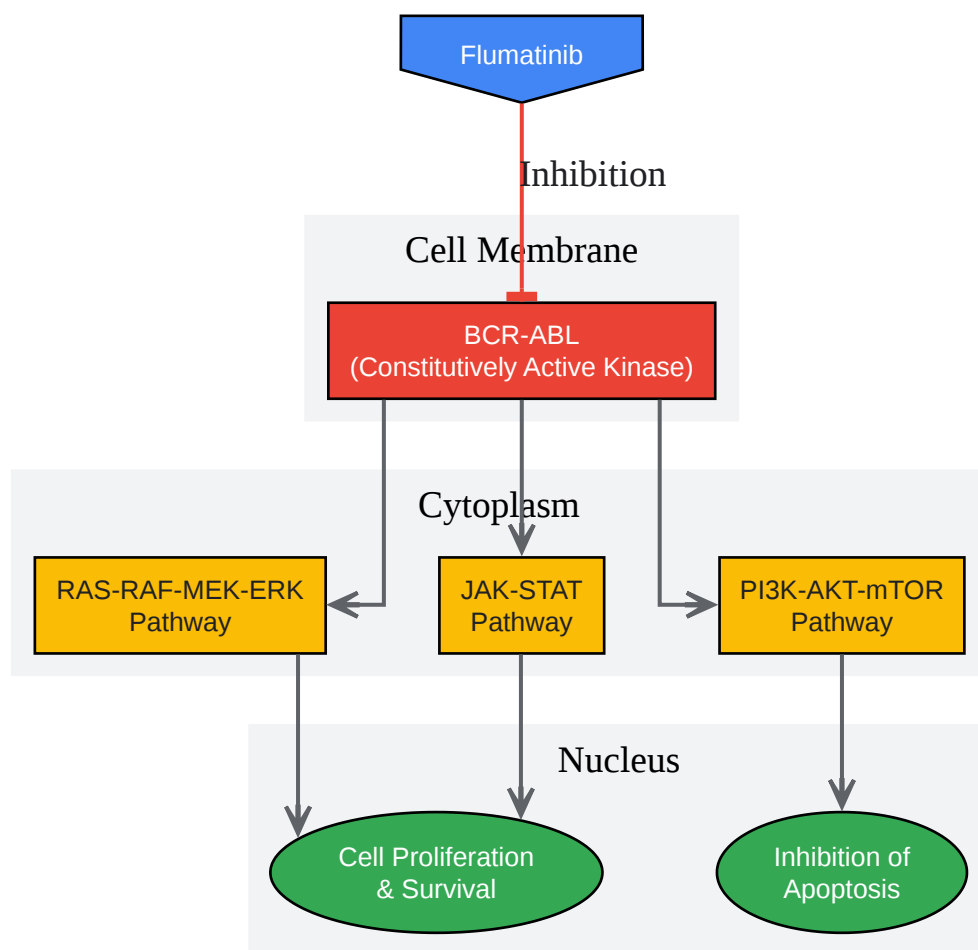 Flumatinib
Inhibition
Cell Membrane
BCR-ABL
(Constitutively Active Kinase)
Cytoplasm
RAS-RAF-MEK-ERK
Pathway
JAK-STAT
Pathway
PI3K-AKT-mTOR
Pathway
Nucleus
Cell Proliferation
& Survival
Inhibition of
Apoptosis